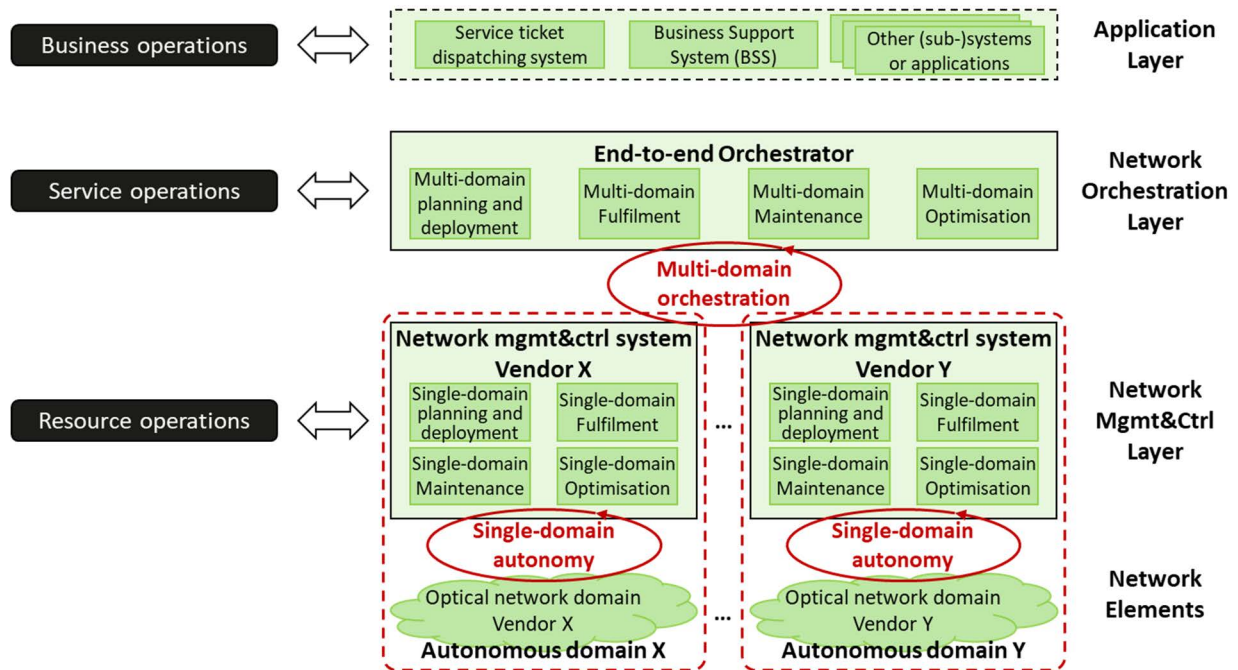 Business operations
Service ticket
dispatching system
Business Support
System (BSS)
Other (sub-)systems
or applications
Application
Layer
Service operations
End-to-end Orchestrator
Multi-domain
planning and
deployment
Multi-domain
Fulfilment
Multi-domain
Maintenance
Multi-domain
Optimisation
Network
Orchestration
Layer
Multi-domain
orchestration
Resource operations
Network mgmt&ctrl system
Vendor X
Single-domain
planning and
deployment
Single-domain
Fulfilment
Single-domain
Maintenance
Single-domain
Optimisation
...
Network mgmt&ctrl system
Vendor Y
Single-domain
planning and
deployment
Single-domain
Fulfilment
Single-domain
Maintenance
Single-domain
Optimisation
Network
Mgmt&Ctrl
Layer
Single-domain
autonomy
Single-domain
autonomy
Optical network domain
Vendor X
Autonomous domain X
...
Optical network domain
Vendor Y
Autonomous domain Y
Network
Elements